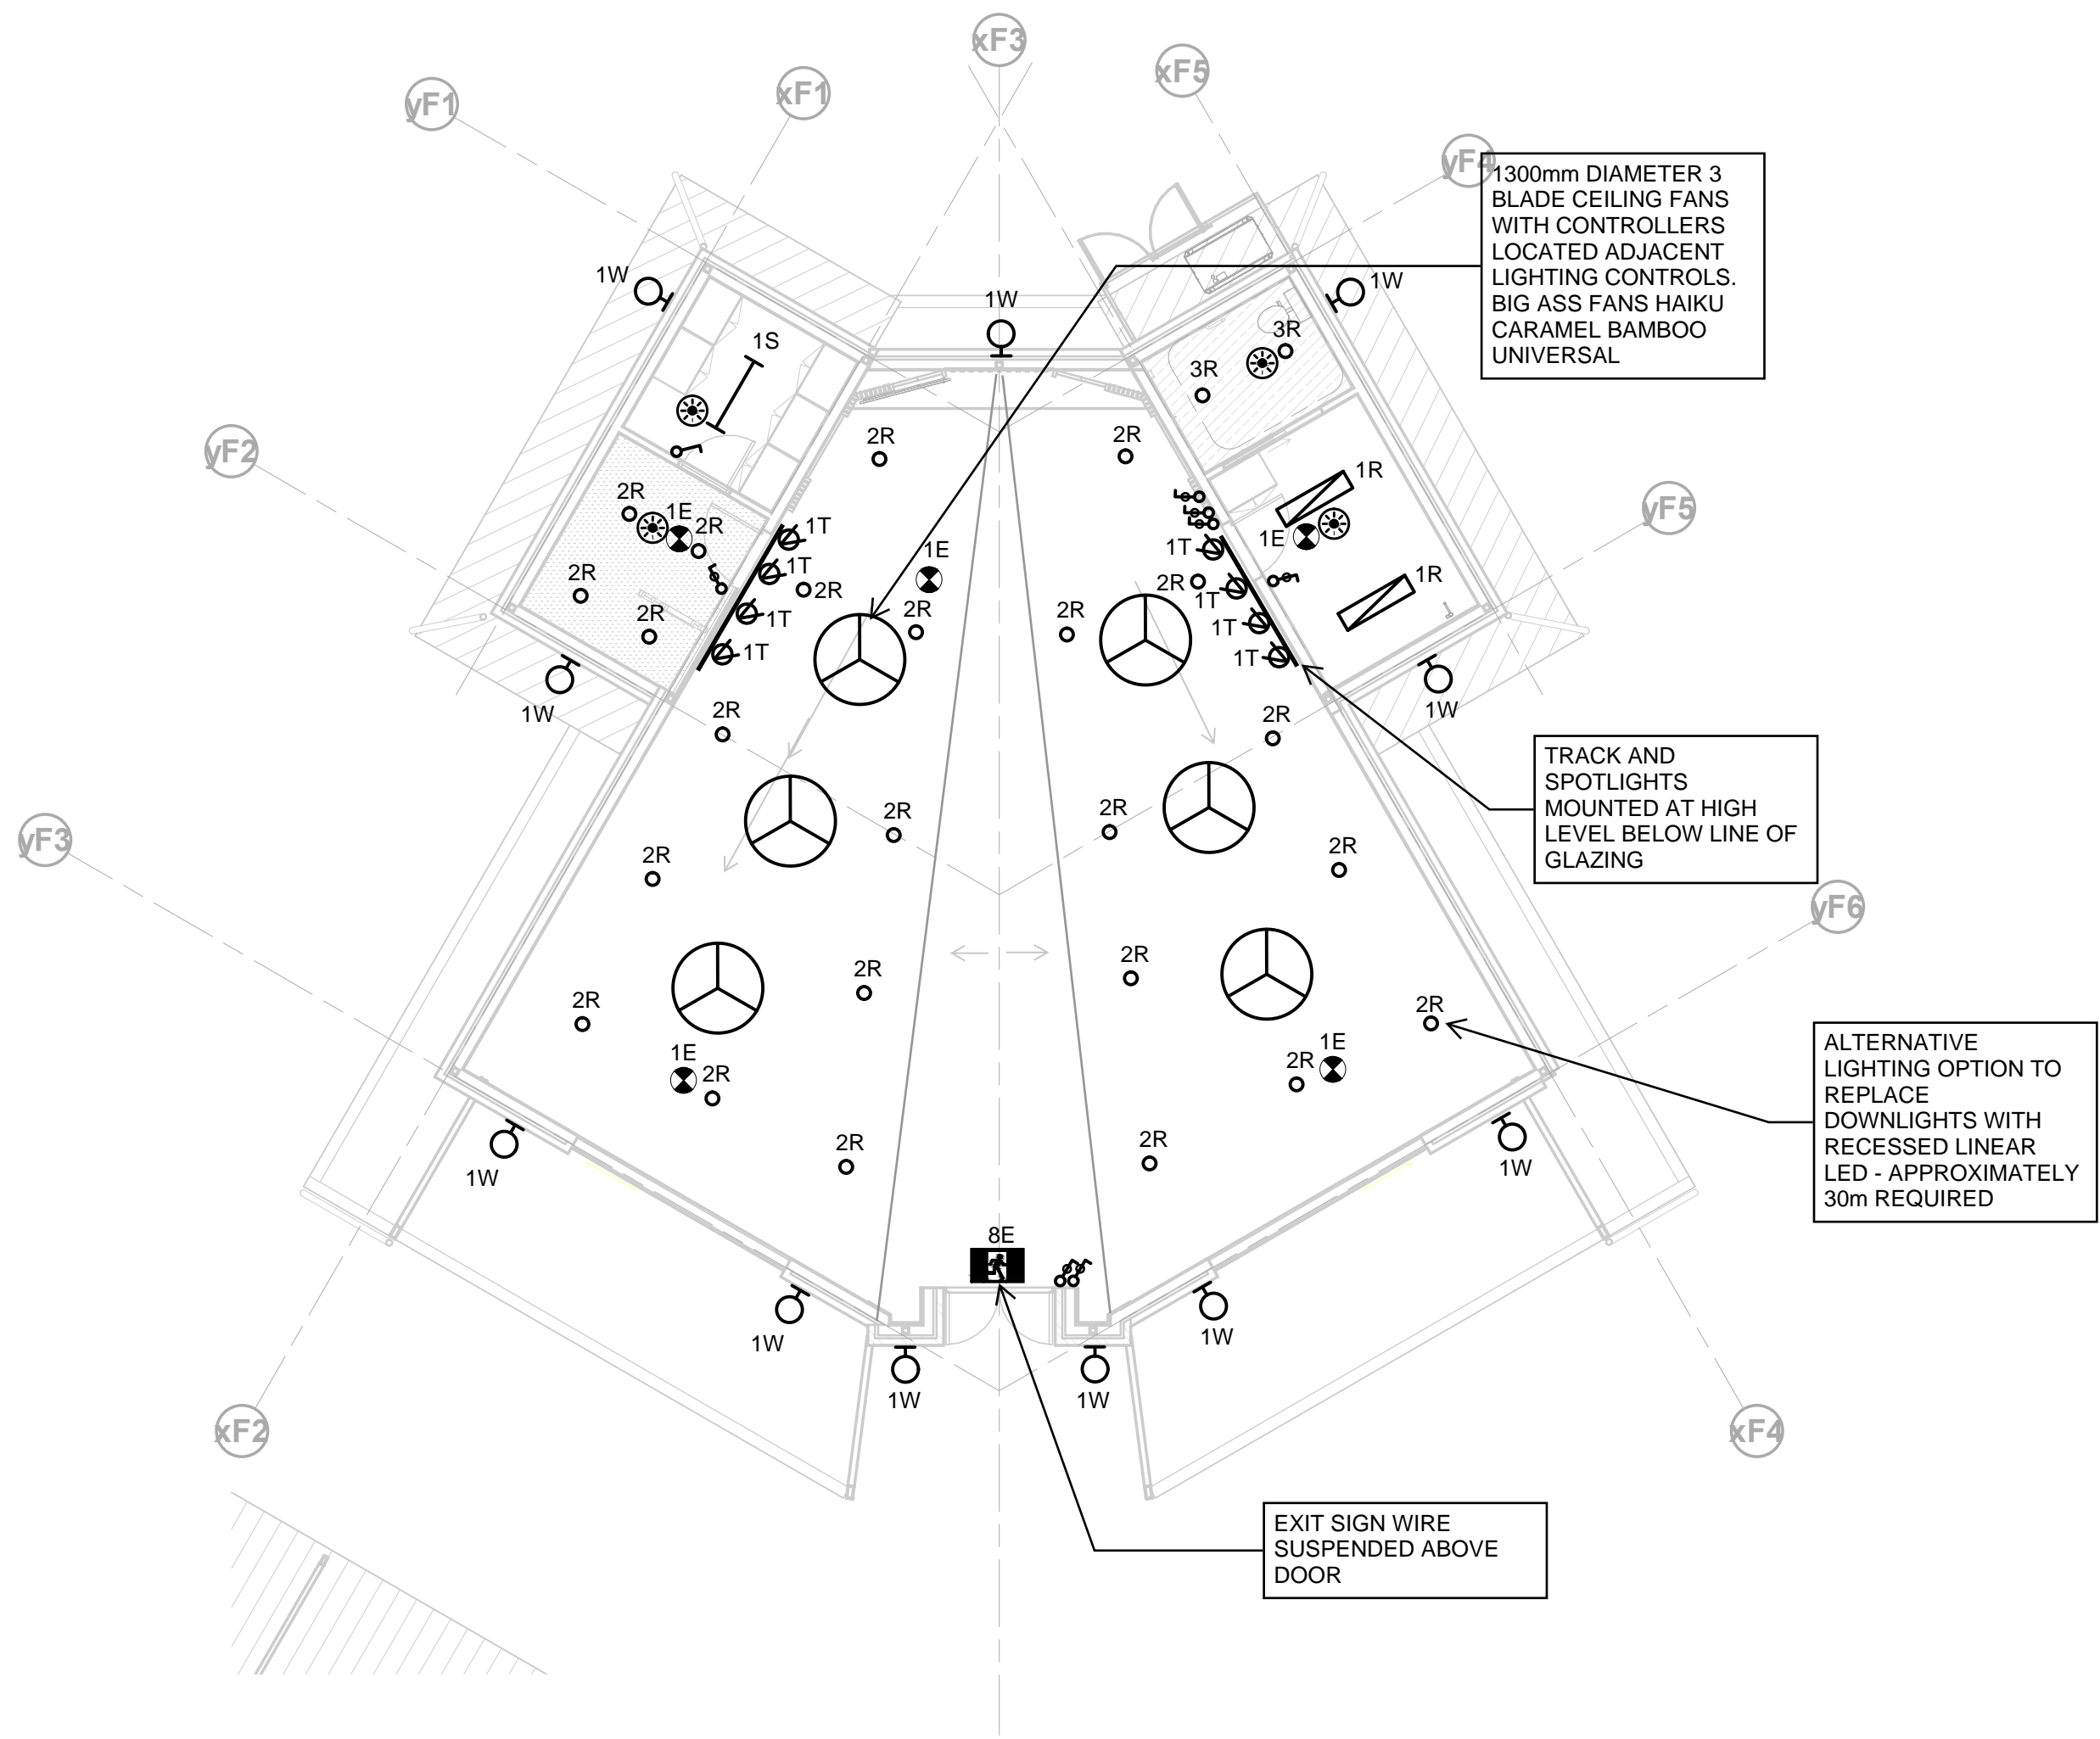 xF3
xF5
xF1
yF1
yF4
1300mm DIAMETER 3
BLADE CEILING FANS
WITH CONTROLLERS
LOCATED ADJACENT
LIGHTING CONTROLS.
BIG ASS FANS HAIKU
CARAMEL BAMBOO
UNIVERSAL
1W
1W
1W
1S
3R
3R
yF2
2R
2R
1R
yF5
2R
1E
2R
1T
1T
2R
1E
2R
1T
1T
2R
2R
2R
1T
2R
1T
1T
1T
2R
1E
1R
1W
1W
2R
2R
TRACK AND
SPOTLIGHTS
MOUNTED AT HIGH
LEVEL BELOW LINE OF
GLAZING
yF3
2R
2R
2R
2R
yF6
2R
2R
2R
2R
ALTERNATIVE
LIGHTING OPTION TO
REPLACE
DOWNLIGHTS WITH
RECESSED LINEAR
LED - APPROXIMATELY
30m REQUIRED
1E
2R
2R
1E
2R
2R
1W
1W
8E
1W
1W
1W
1W
xF2
xF4
EXIT SIGN WIRE
SUSPENDED ABOVE
DOOR